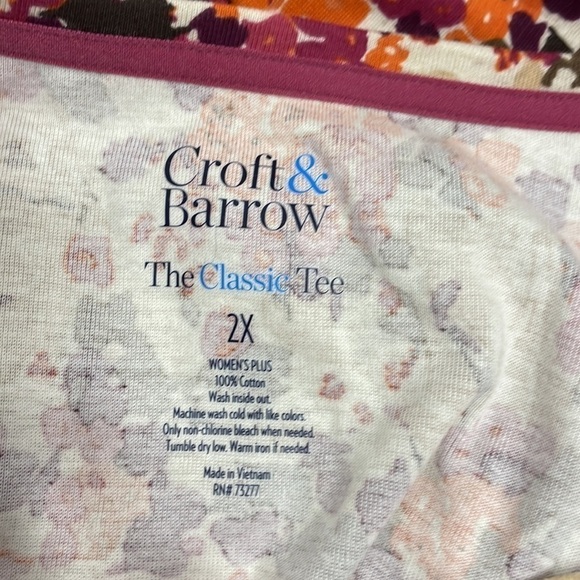 Croft &
Barrow
The Classic Tee
2X
WOMEN'S PLUS
100% Cotton
Wash inside out.
Machine wash cold with like colors.
Only non-chlorine bleach when needed.
Tumble dry low. Warm iron if needed.
Made in Vietnam
RN# 73277